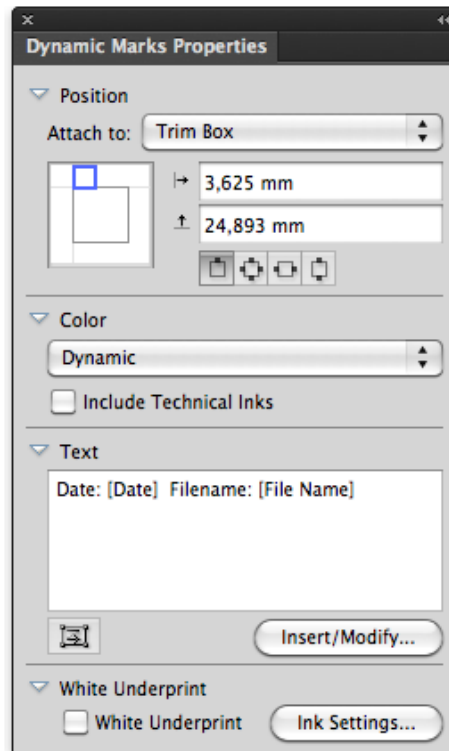 Dynamic Marks Properties
Position
Attach to: Trim Box
3,625 mm
24,893 mm
Color
Dynamic
Include Technical Inks
Text
Date: [Date]  Filename: [File Name]
Insert/Modify...
White Underprint
White Underprint Ink Settings...